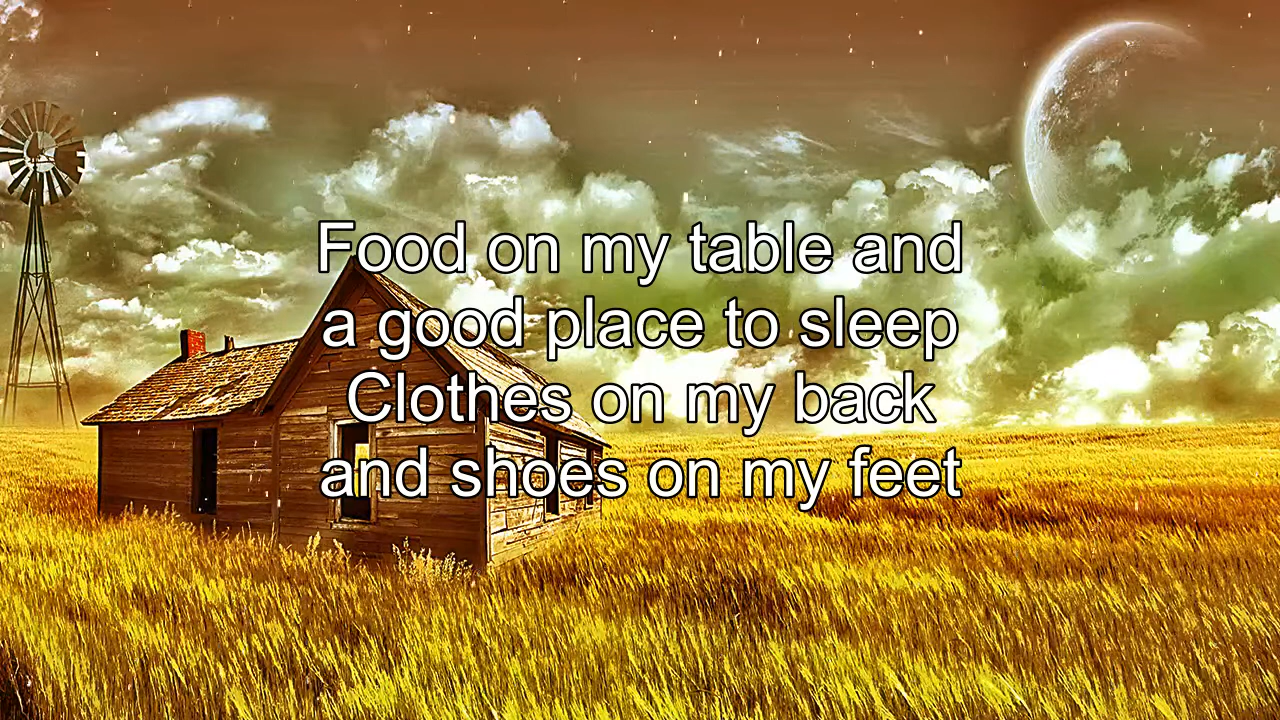 Food on my table and
a good place to sleep
Clothes on my back
and shoes on my feet